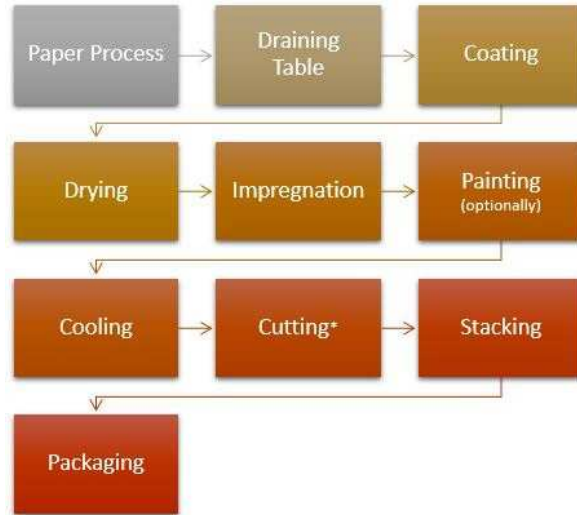 Paper Process
Draining
Table
Coating
Drying
Impregnation
Painting
(optionally)
Cooling
Cutting*
Stacking
Packaging